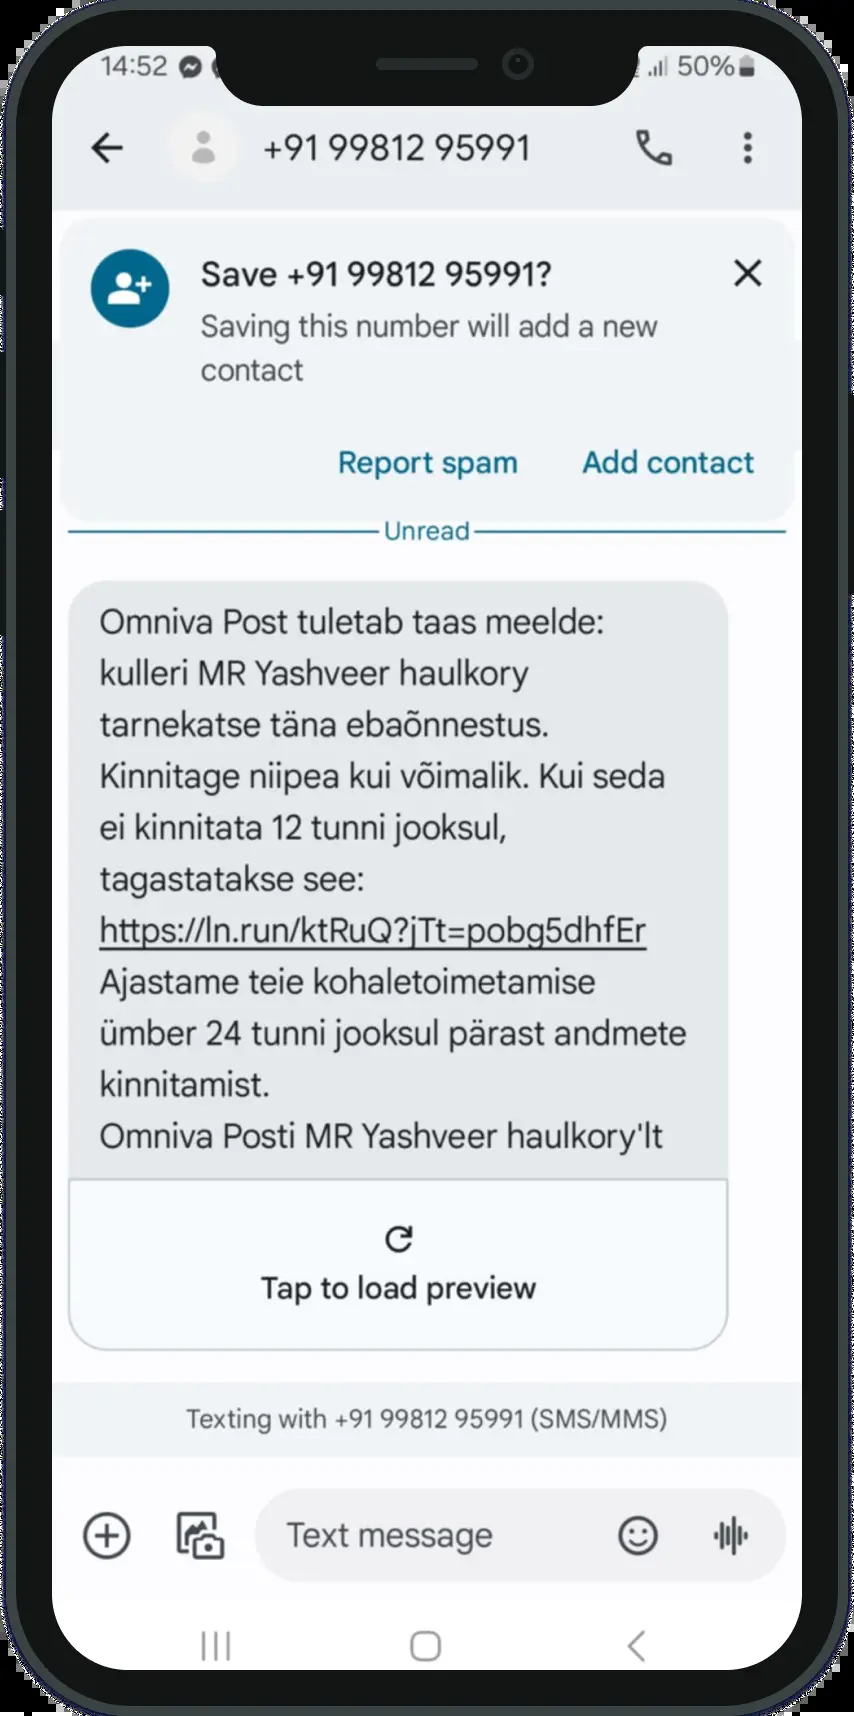 14:52
50%
+91 99812 95991
Save +91 99812 95991?
Saving this number will add a new
contact
Report spam Add contact
Unread
Omniva Post tuletab taas meelde:
kulleri MR Yashveer haulkory
tarnekatse täna ebaõnnestus.
Kinnitage niipea kui võimalik. Kui seda
ei kinnitata 12 tunni jooksul,
tagastatakse see:
https://ln.run/ktRuQ?jTt=pobg5dhfEr
Ajastame teie kohaletoimetamise
ümber 24 tunni jooksul pärast andmete
kinnitamist.
Omniva Posti MR Yashveer haulkory'lt
Tap to load preview
Texting with +91 99812 95991 (SMS/MMS)
Text message